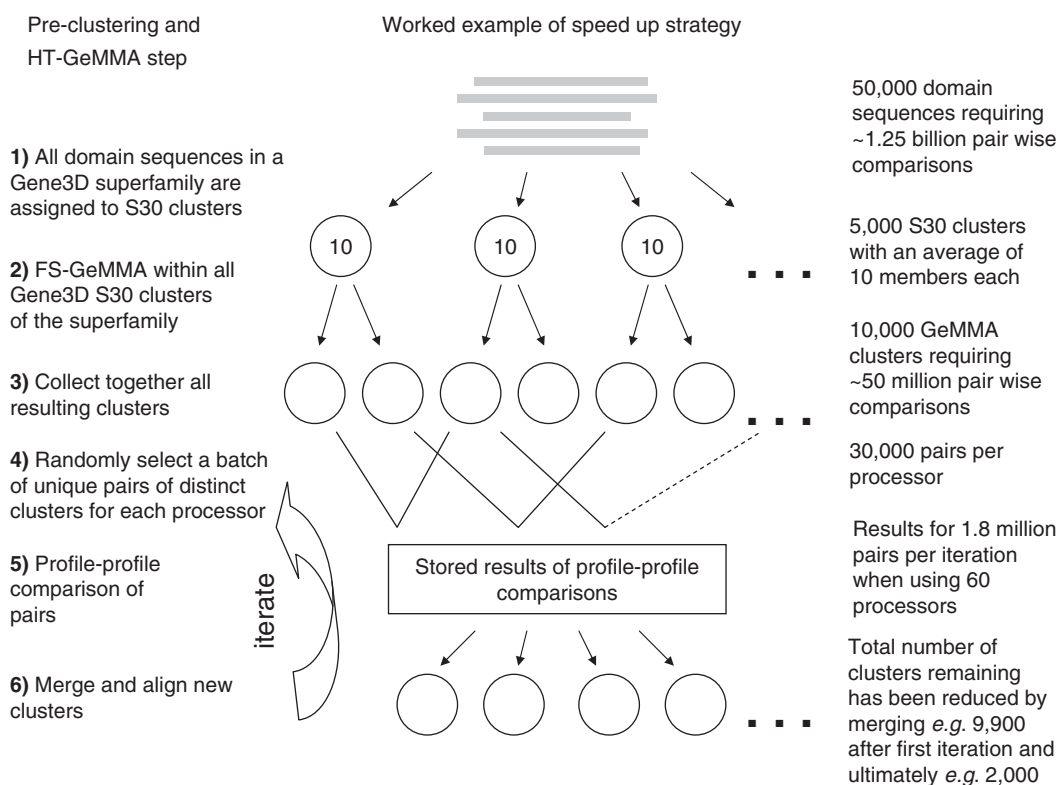 Pre-clustering and
HT-GeMMA step
Worked example of speed up strategy
1) All domain sequences in a
Gene3D superfamily are
assigned to S30 clusters
2) FS-GeMMA within all
Gene3D S30 clusters
of the superfamily
3) Collect together all
resulting clusters
4) Randomly select a batch
of unique pairs of distinct
clusters for each processor
5) Profile-profile
comparison of
pairs
6) Merge and align new
clusters
iterate
10
10
10
Stored results of profile-profile
comparisons
50,000 domain
sequences requiring
~1.25 billion pair wise
comparisons
5,000 S30 clusters
with an average of
10 members each
10,000 GeMMA
clusters requiring
~50 million pair wise
comparisons
30,000 pairs per
processor
Results for 1.8 million
pairs per iteration
when using 60
processors
Total number of
clusters remaining
has been reduced by
merging e.g. 9,900
after first iteration and
ultimately e.g. 2,000